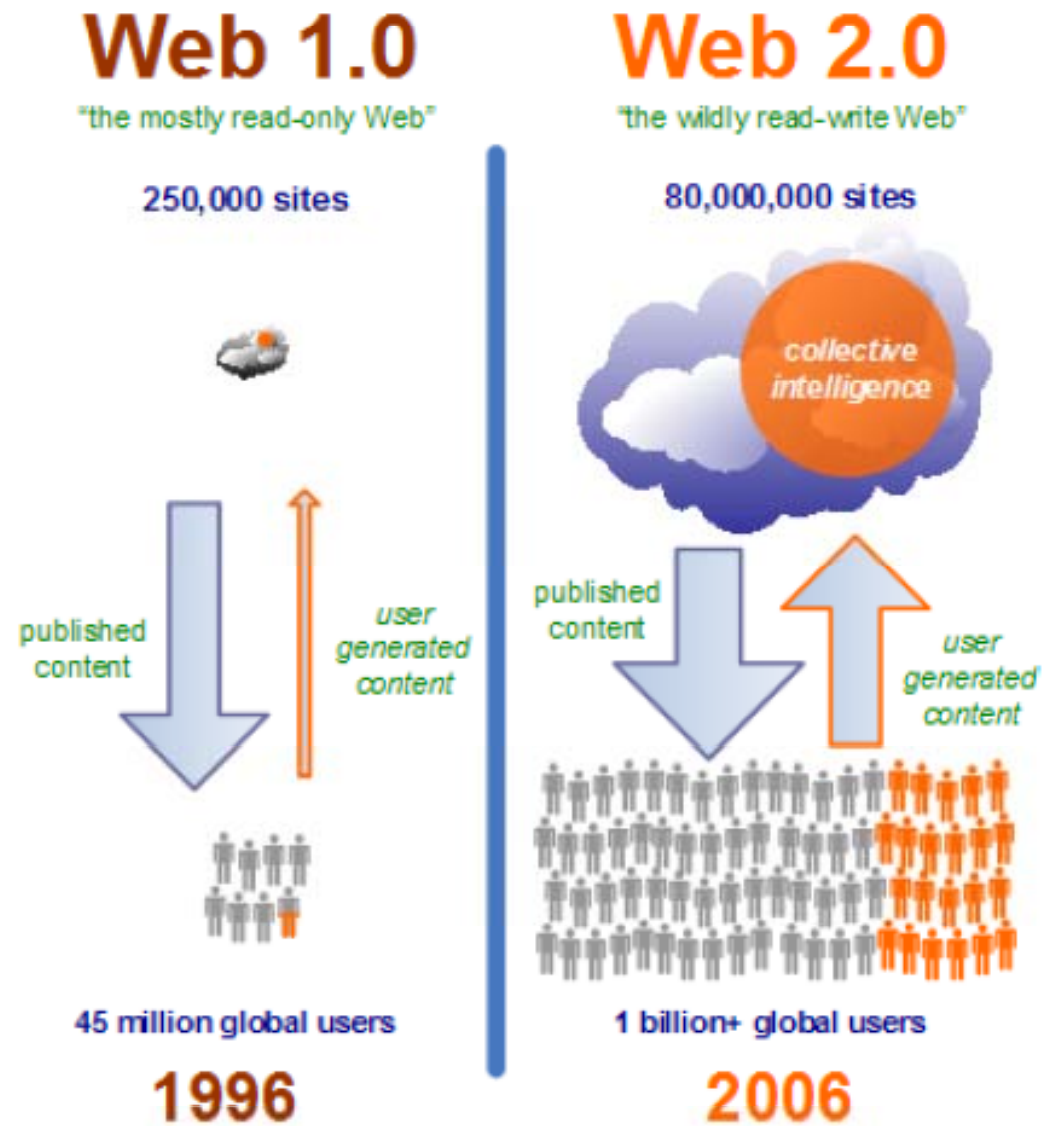 Web 1.0
"the mostly read-only Web"
250,000 sites
published
content
user
generated
content
45 million global users
1996
Web 2.0
"the wildly read-write Web"
80,000,000 sites
collective
intelligence
published
content
user
generated
content
1 billion+ global users
2006